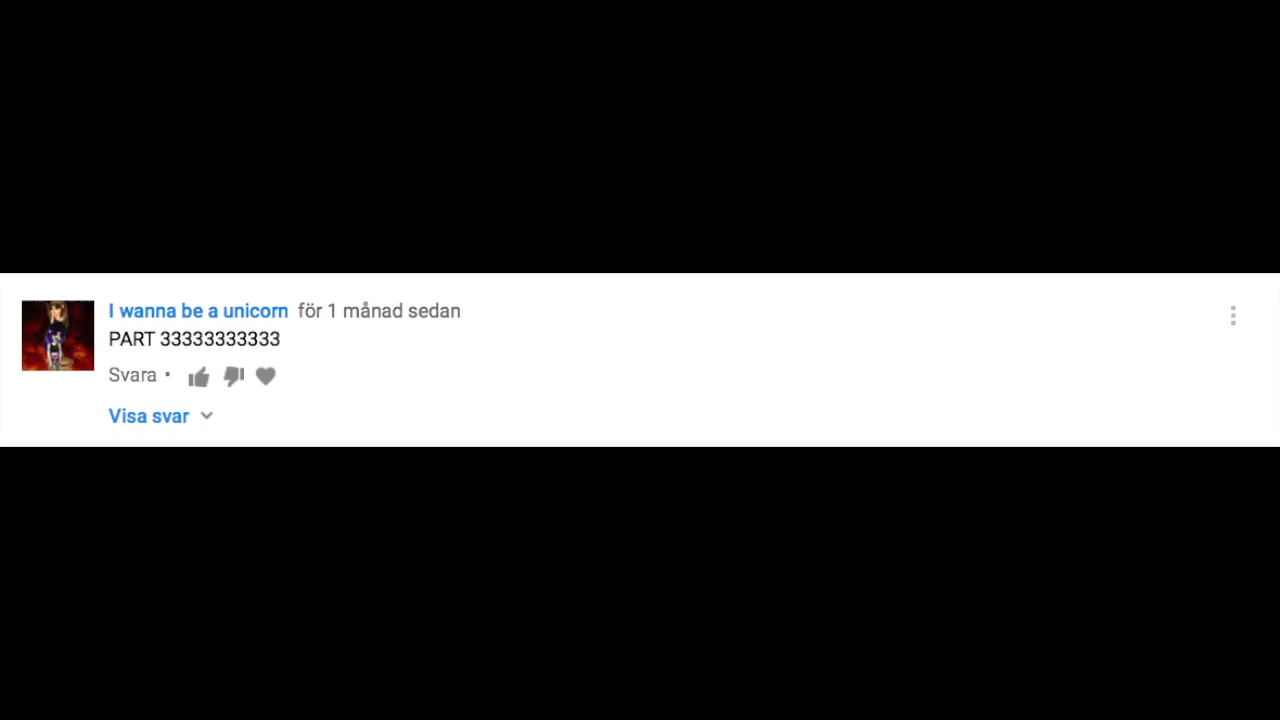 I wanna be a unicorn för 1 månad sedan
PART 33333333333
Svara •
Visa svar